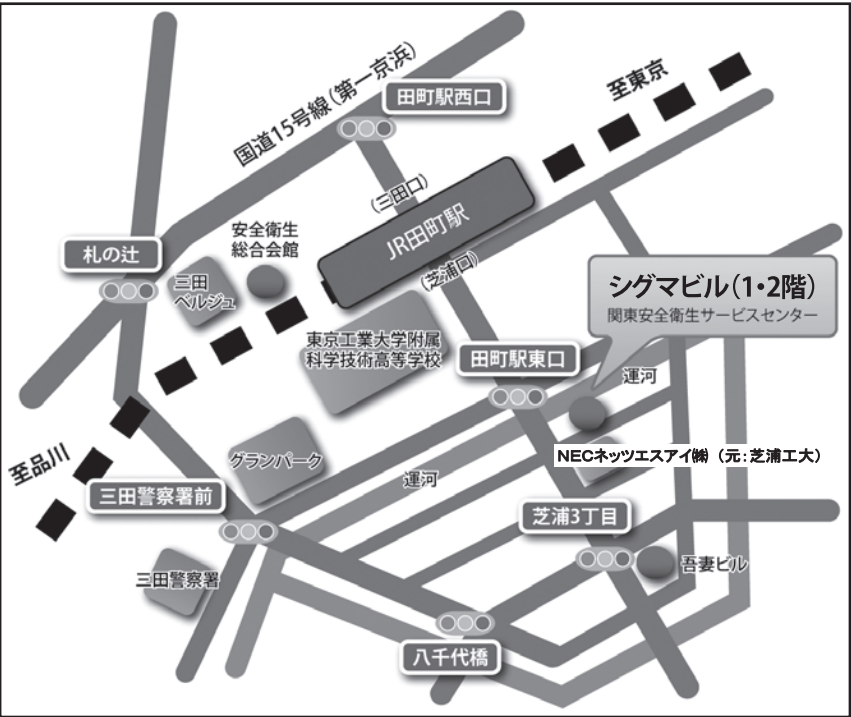 国道15号線(第一京浜)
田町駅西口
至東京
(三田口)
JR田町駅
(芝浦口)
札の辻
安全衛生
総合会館
三田
ベルジュ
シグマビル(1・2階)
関東安全衛生サービスセンター
東京工業大学附属
科学技術高等学校
田町駅東口
運河
至品川
グランパーク
NECネッツエスアイ㈱(元:芝浦工大)
運河
三田警察署前
芝浦3丁目
三田警察署
吾妻ビル
八千代橋